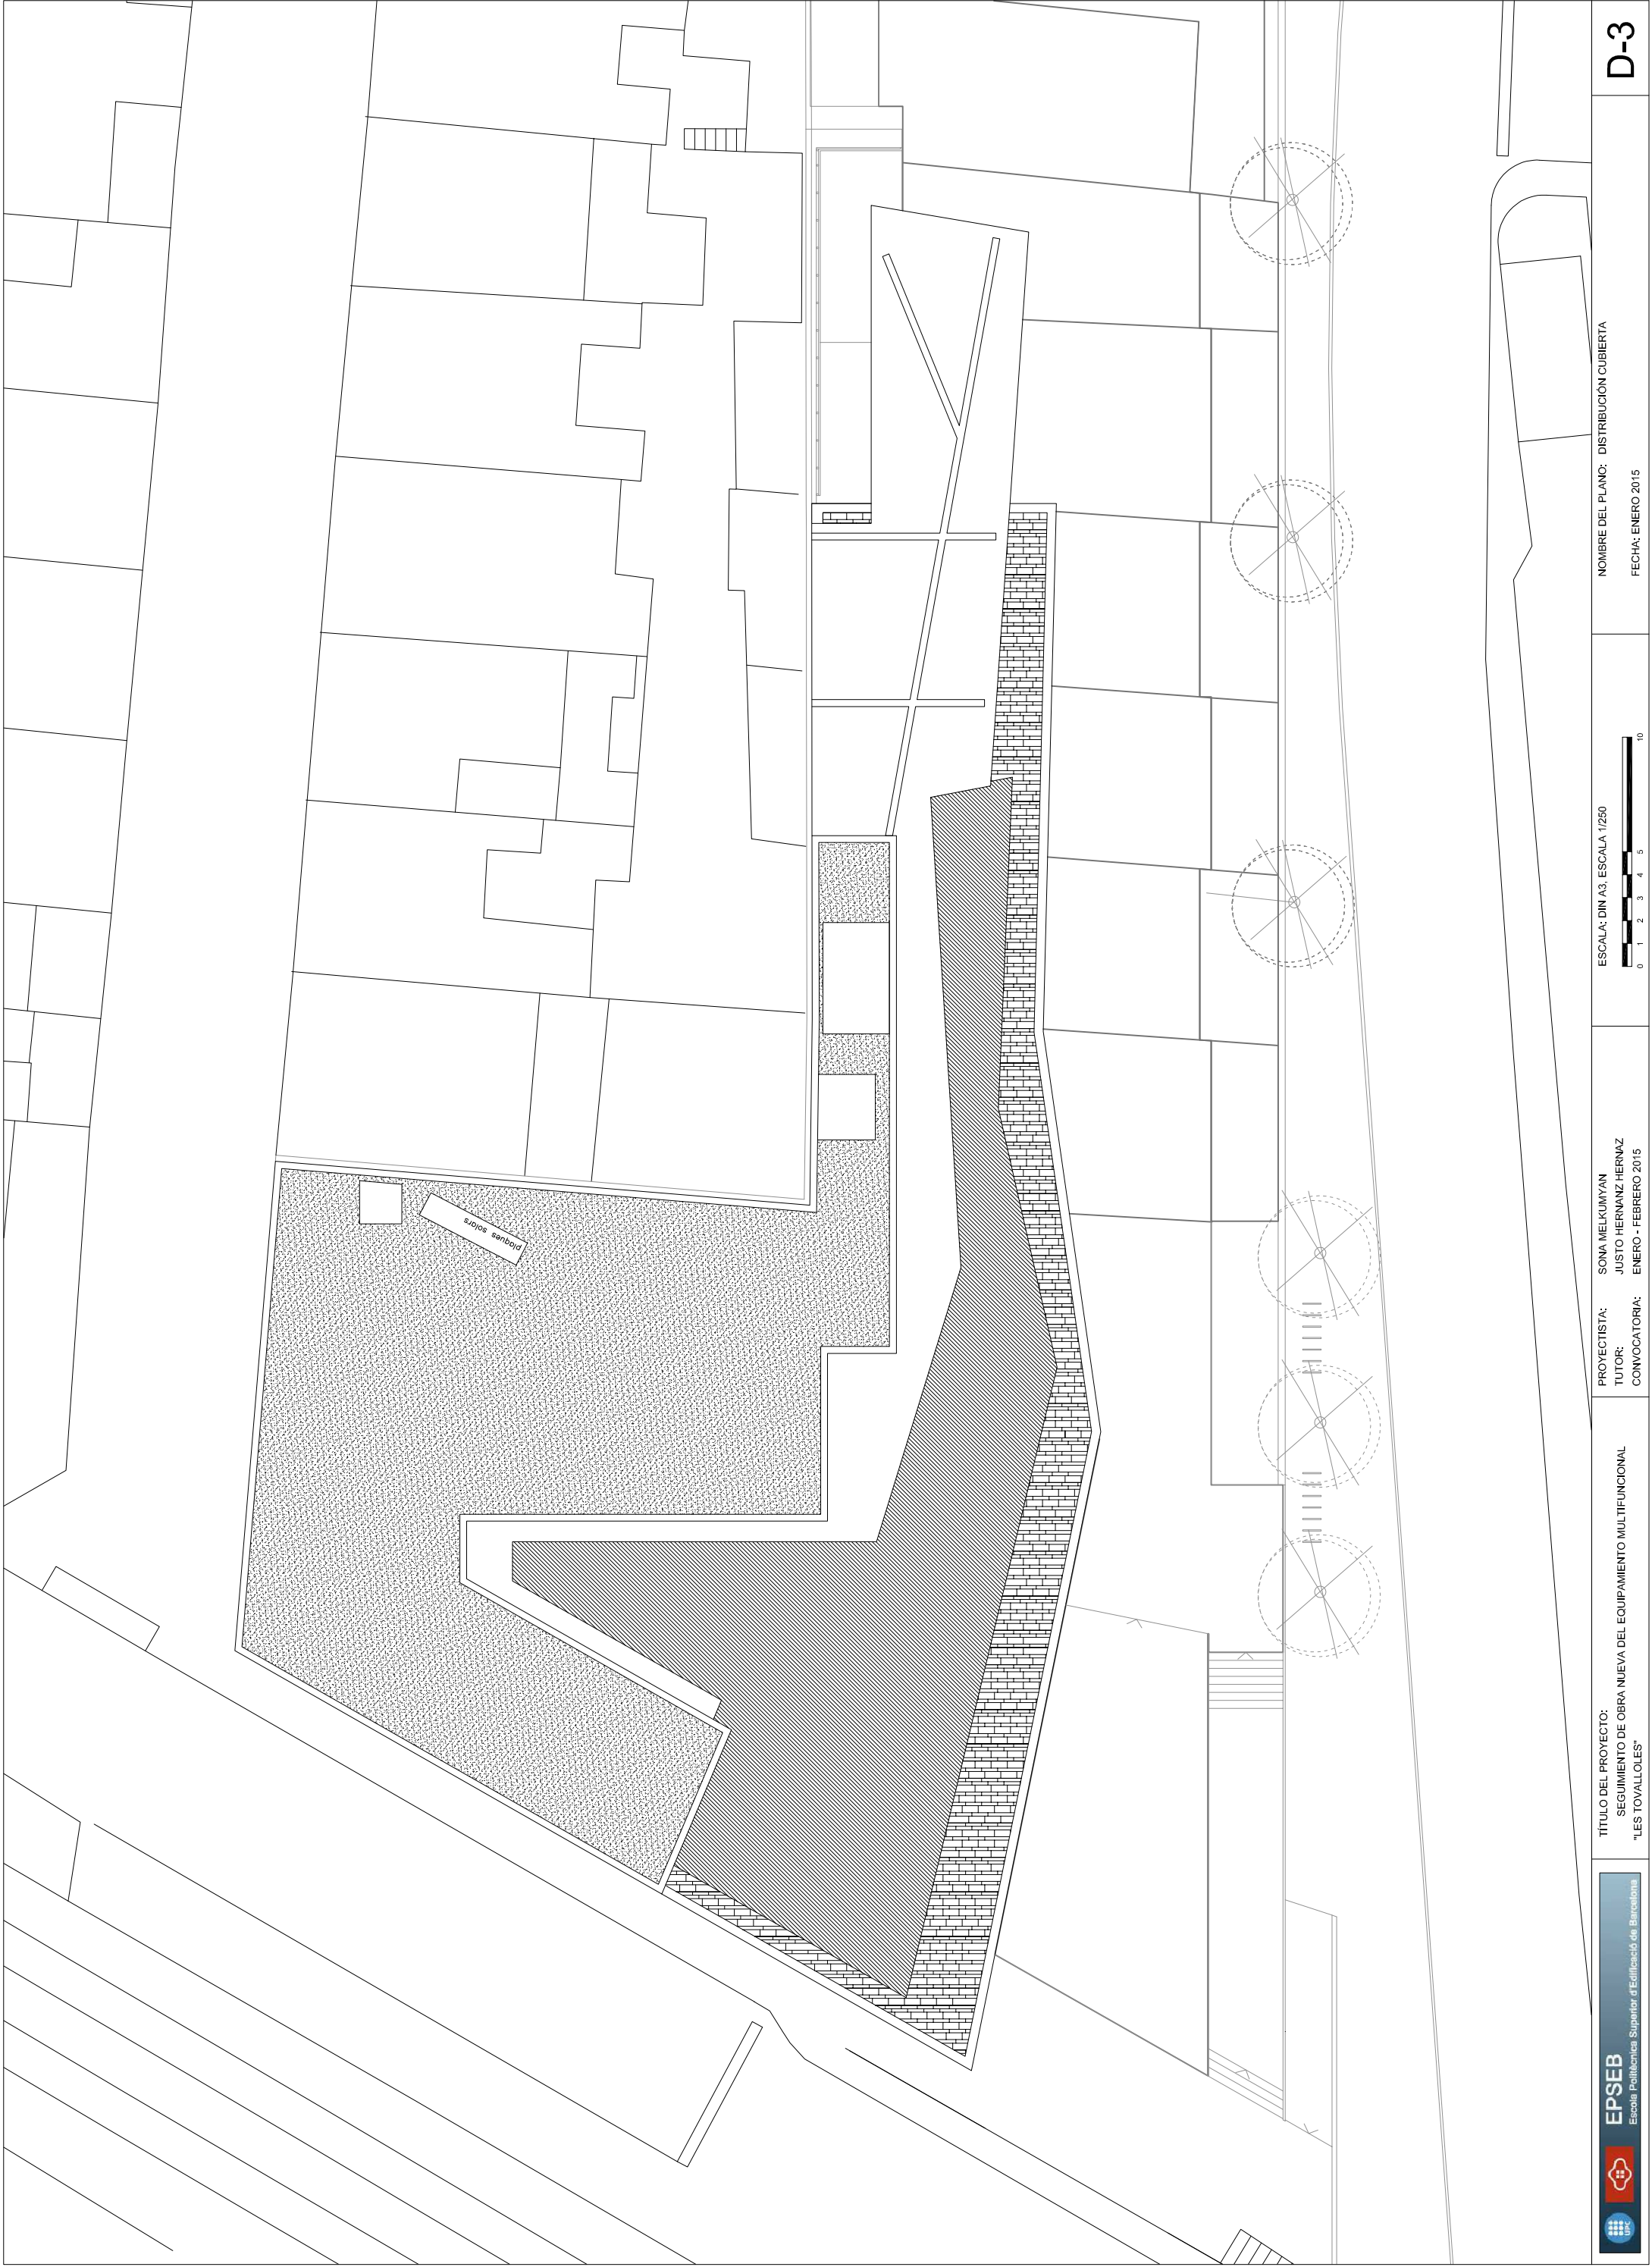 plaques solars
EPSEB
Escola Politècnica Superior d'Edificació de Barcelona
UPC
TÍTULO DEL PROYECTO:
SEGUIMIENTO DE OBRA NUEVA DEL EQUIPAMIENTO MULTIFUNCIONAL
"LES TOVALLOLES"
PROYECTISTA: SONA MELKUMYAN
TUTOR: JUSTO HERNANZ HERNAZ
CONVOCATORIA: ENERO - FEBRERO 2015
ESCALA: DIN A3, ESCALA 1/250
0 1 2 3 4 5 10
NOMBRE DEL PLANO: DISTRIBUCIÓN CUBIERTA
FECHA: ENERO 2015
D-3